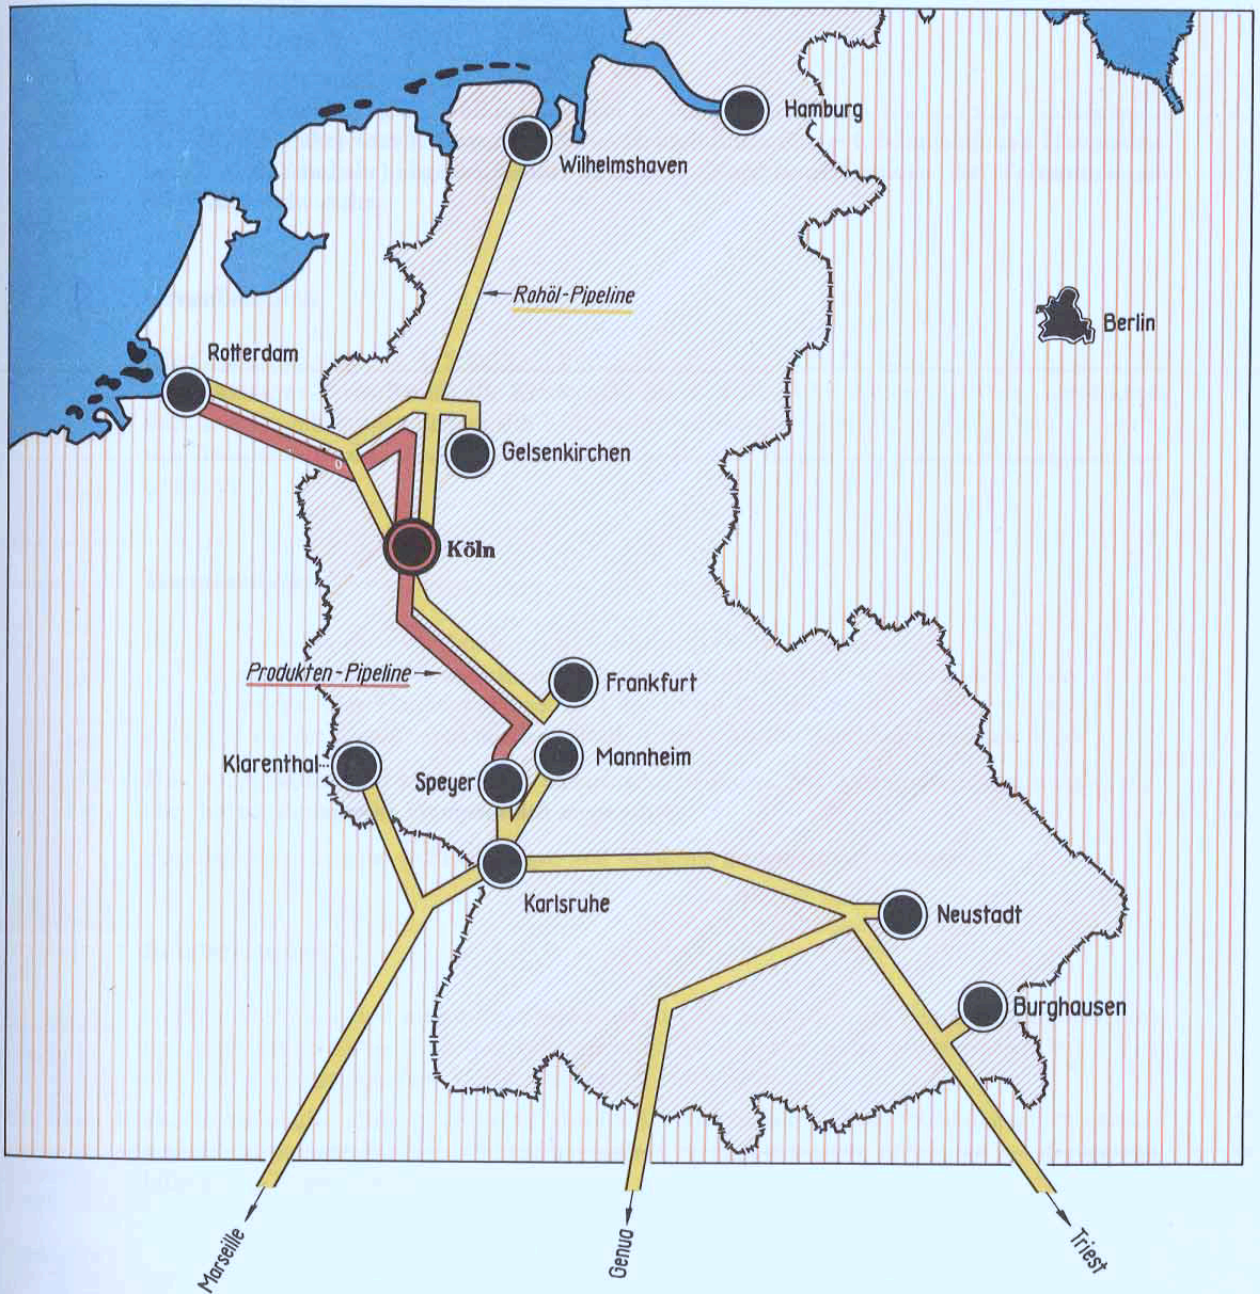 Hamburg
Wilhelmshaven
Rohöl-Pipeline
Berlin
Rotterdam
Gelsenkirchen
Köln
Produkten-Pipeline
Frankfurt
Klarenthal
Speyer
Mannheim
Karlsruhe
Neustadt
Burghausen
Marseille
Genua
Triest